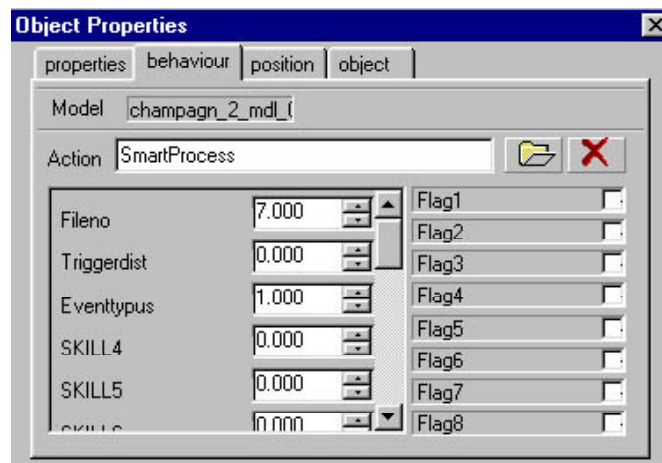 Object Properties
properties behaviour position object
Model champagn_2_mdl_(
Action SmartProcess
Fileno 7.000
Triggerdist 0.000
Eventtypus 1.000
SKILL4 0.000
SKILL5 0.000
0.000
Flag1
Flag2
Flag3
Flag4
Flag5
Flag6
Flag7
Flag8